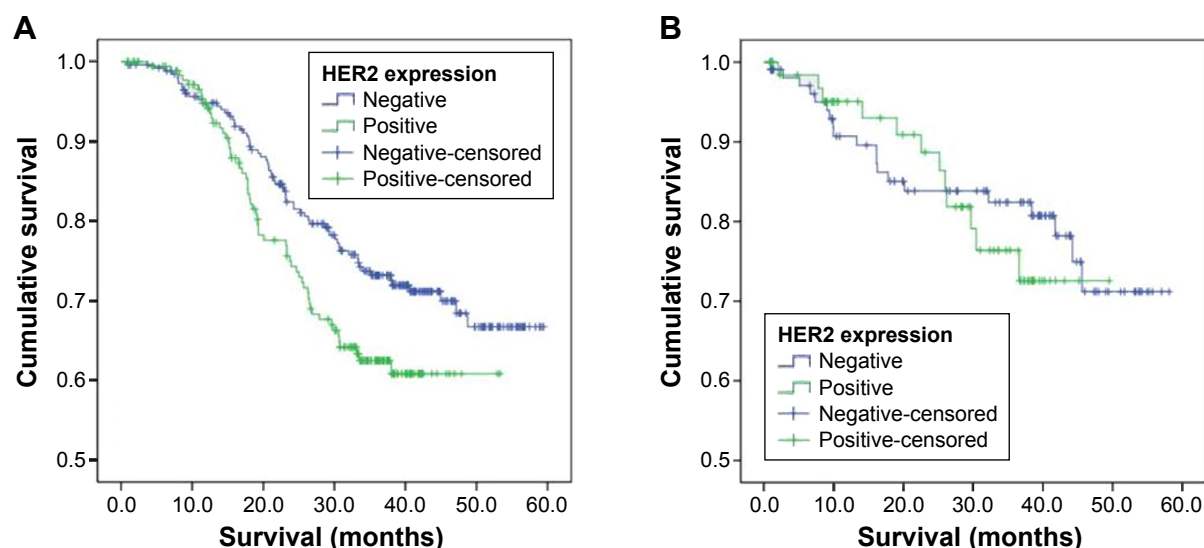 A
Cumulative survival
1.0
0.9
0.8
0.7
0.6
0.5
HER2 expression
Negative
Positive
Negative-censored
Positive-censored
0.0 10.0 20.0 30.0 40.0 50.0 60.0
Survival (months)
B
Cumulative survival
1.0
0.9
0.8
0.7
0.6
0.5
HER2 expression
Negative
Positive
Negative-censored
Positive-censored
0.0 10.0 20.0 30.0 40.0 50.0 60.0
Survival (months)